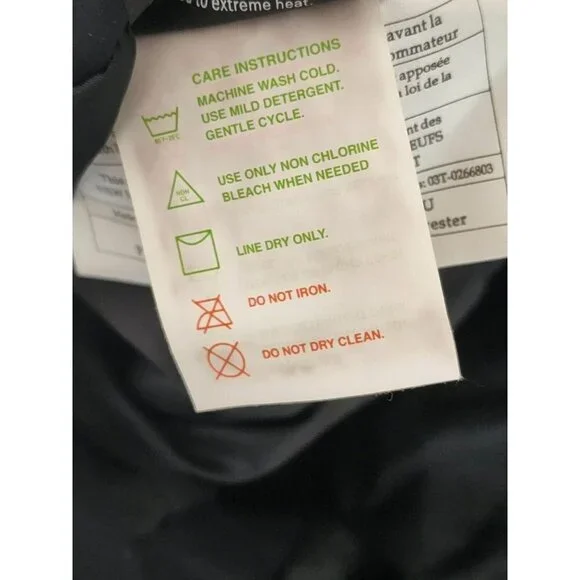 to extreme heat.
CARE INSTRUCTIONS
MACHINE WASH COLD.
USE MILD DETERGENT.
GENTLE CYCLE.
NON
CL
USE ONLY NON CHLORINE
BLEACH WHEN NEEDED
LINE DRY ONLY.
DO NOT IRON.
DO NOT DRY CLEAN.
avant la
ommateur
apposée
loi de la
nt des
EUFS
03T-0266803
ester